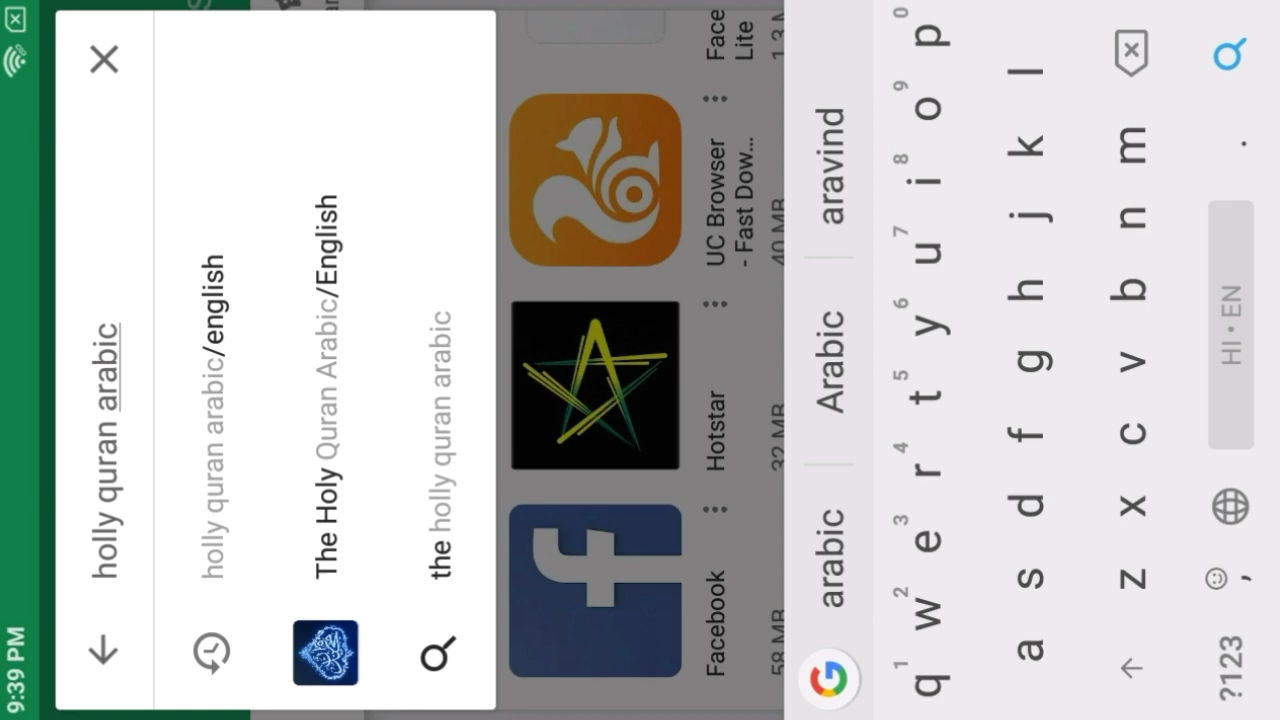 9:39 PM
holly quran arabic
holly quran arabic/english
The Holy Quran Arabic/English
the holly quran arabic
Facebook
58 MB
Hotstar
32 MB
UC Browser
- Fast Dow...
40 MB
Face
Lite
arabic Arabic aravind
1 2 3 4 5 6 7 8 9 0
q w e r t y u i o p
a s d f g h j k l
z x c v b n m
?123 , HI • EN .